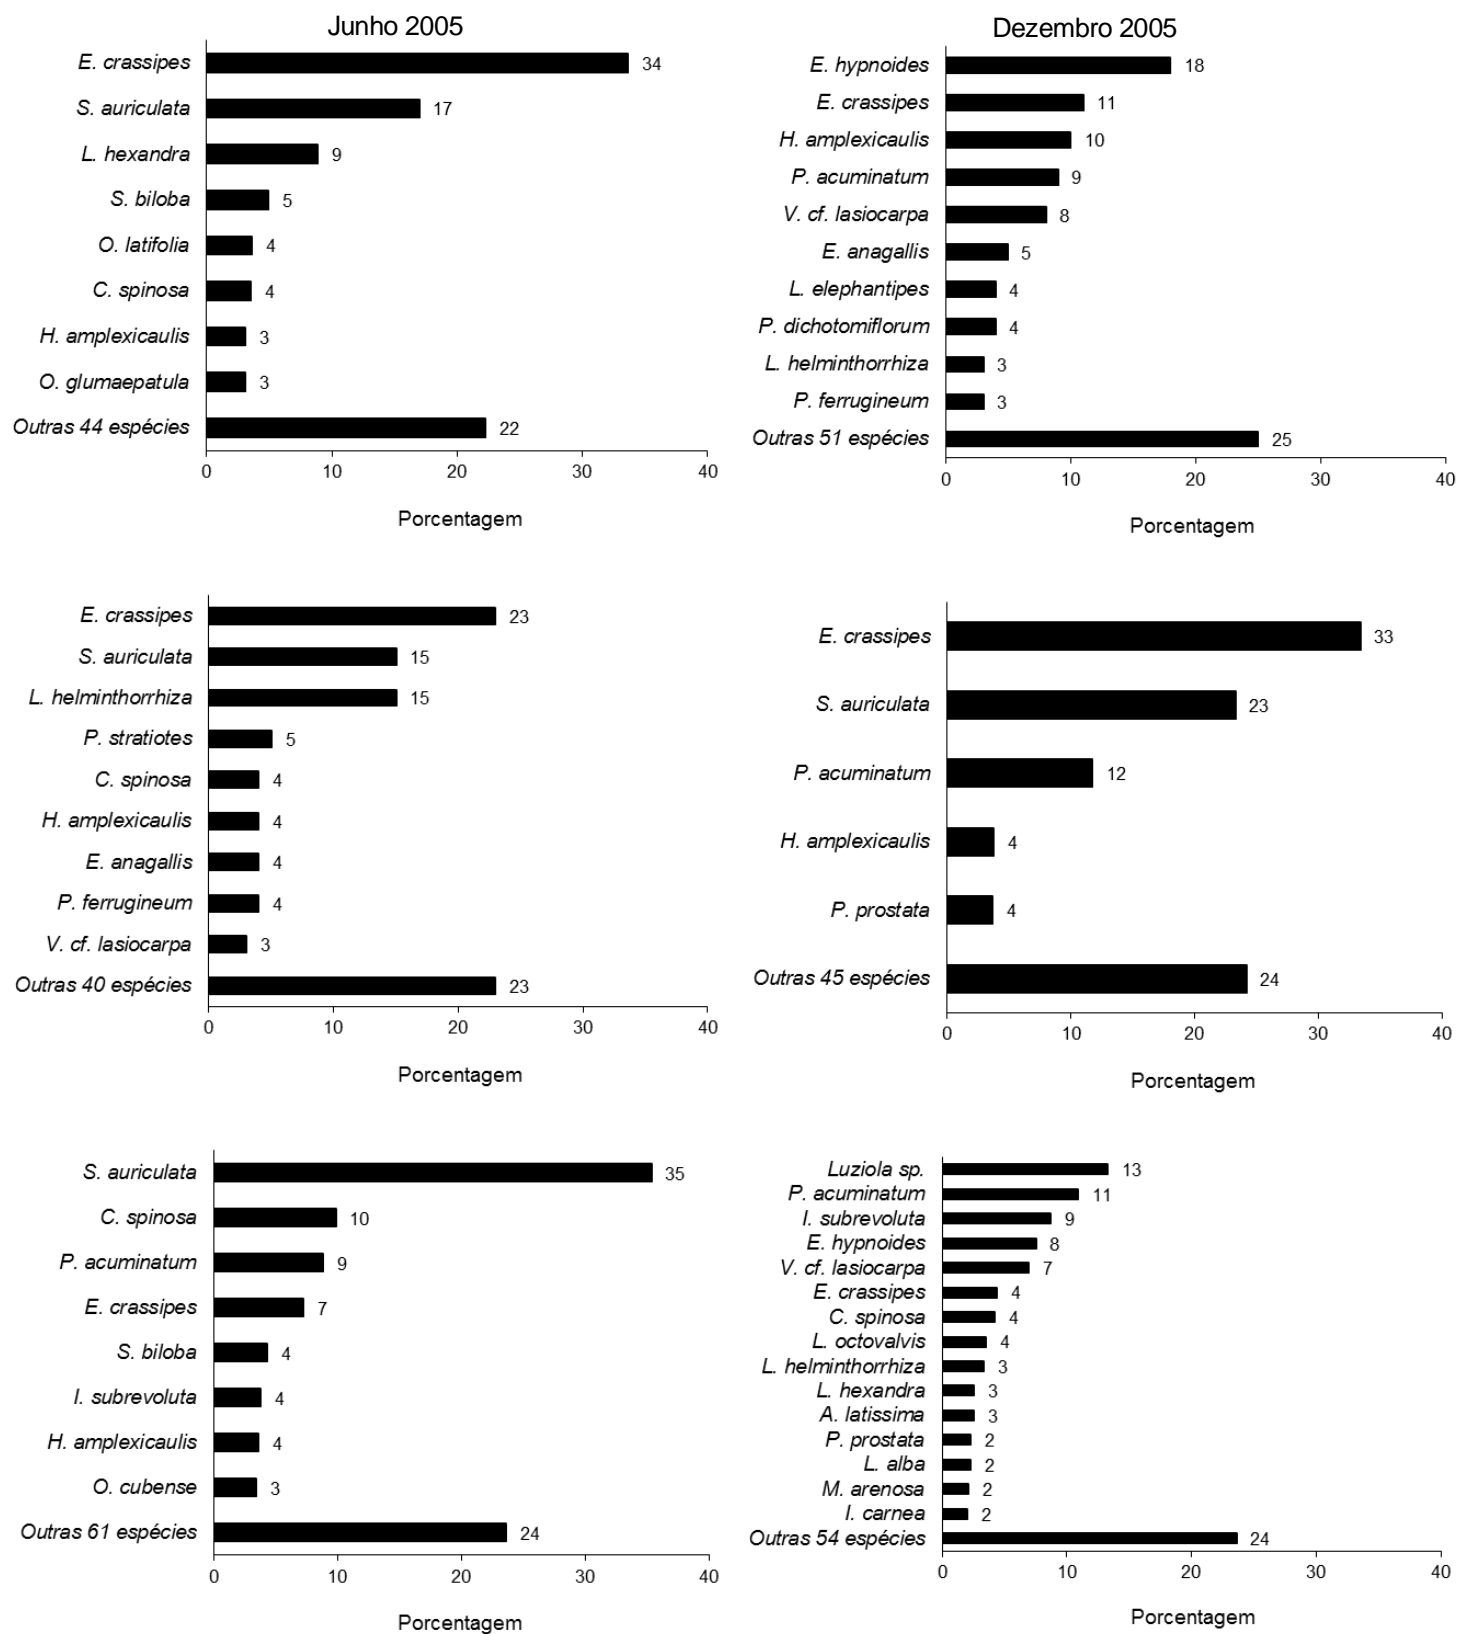 Junho 2005
E. crassipes 34
S. auriculata 17
L. hexandra 9
S. biloba 5
O. latifolia 4
C. spinosa 4
H. amplexicaulis 3
O. glumaepatula 3
Outras 44 espécies 22
0 10 20 30 40
Porcentagem
Dezembro 2005
E. hypnoides 18
E. crassipes 11
H. amplexicaulis 10
P. acuminatum 9
V. cf. lasiocarpa 8
E. anagallis 5
L. elephantipes 4
P. dichotomiflorum 4
L. helminthorrhiza 3
P. ferrugineum 3
Outras 51 espécies 25
0 10 20 30 40
Porcentagem
E. crassipes 23
S. auriculata 15
L. helminthorrhiza 15
P. stratiotes 5
C. spinosa 4
H. amplexicaulis 4
E. anagallis 4
P. ferrugineum 4
V. cf. lasiocarpa 3
Outras 40 espécies 23
0 10 20 30 40
Porcentagem
E. crassipes 33
S. auriculata 23
P. acuminatum 12
H. amplexicaulis 4
P. prostata 4
Outras 45 espécies 24
0 10 20 30 40
Porcentagem
S. auriculata 35
C. spinosa 10
P. acuminatum 9
E. crassipes 7
S. biloba 4
I. subrevoluta 4
H. amplexicaulis 4
O. cubense 3
Outras 61 espécies 24
0 10 20 30 40
Porcentagem
Luziola sp. 13
P. acuminatum 11
I. subrevoluta 9
E. hypnoides 8
V. cf. lasiocarpa 7
E. crassipes 4
C. spinosa 4
L. octovalvis 4
L. helminthorrhiza 3
L. hexandra 3
A. latissima 3
P. prostata 2
L. alba 2
M. arenosa 2
I. carnea 2
Outras 54 espécies 24
0 10 20 30 40
Porcentagem